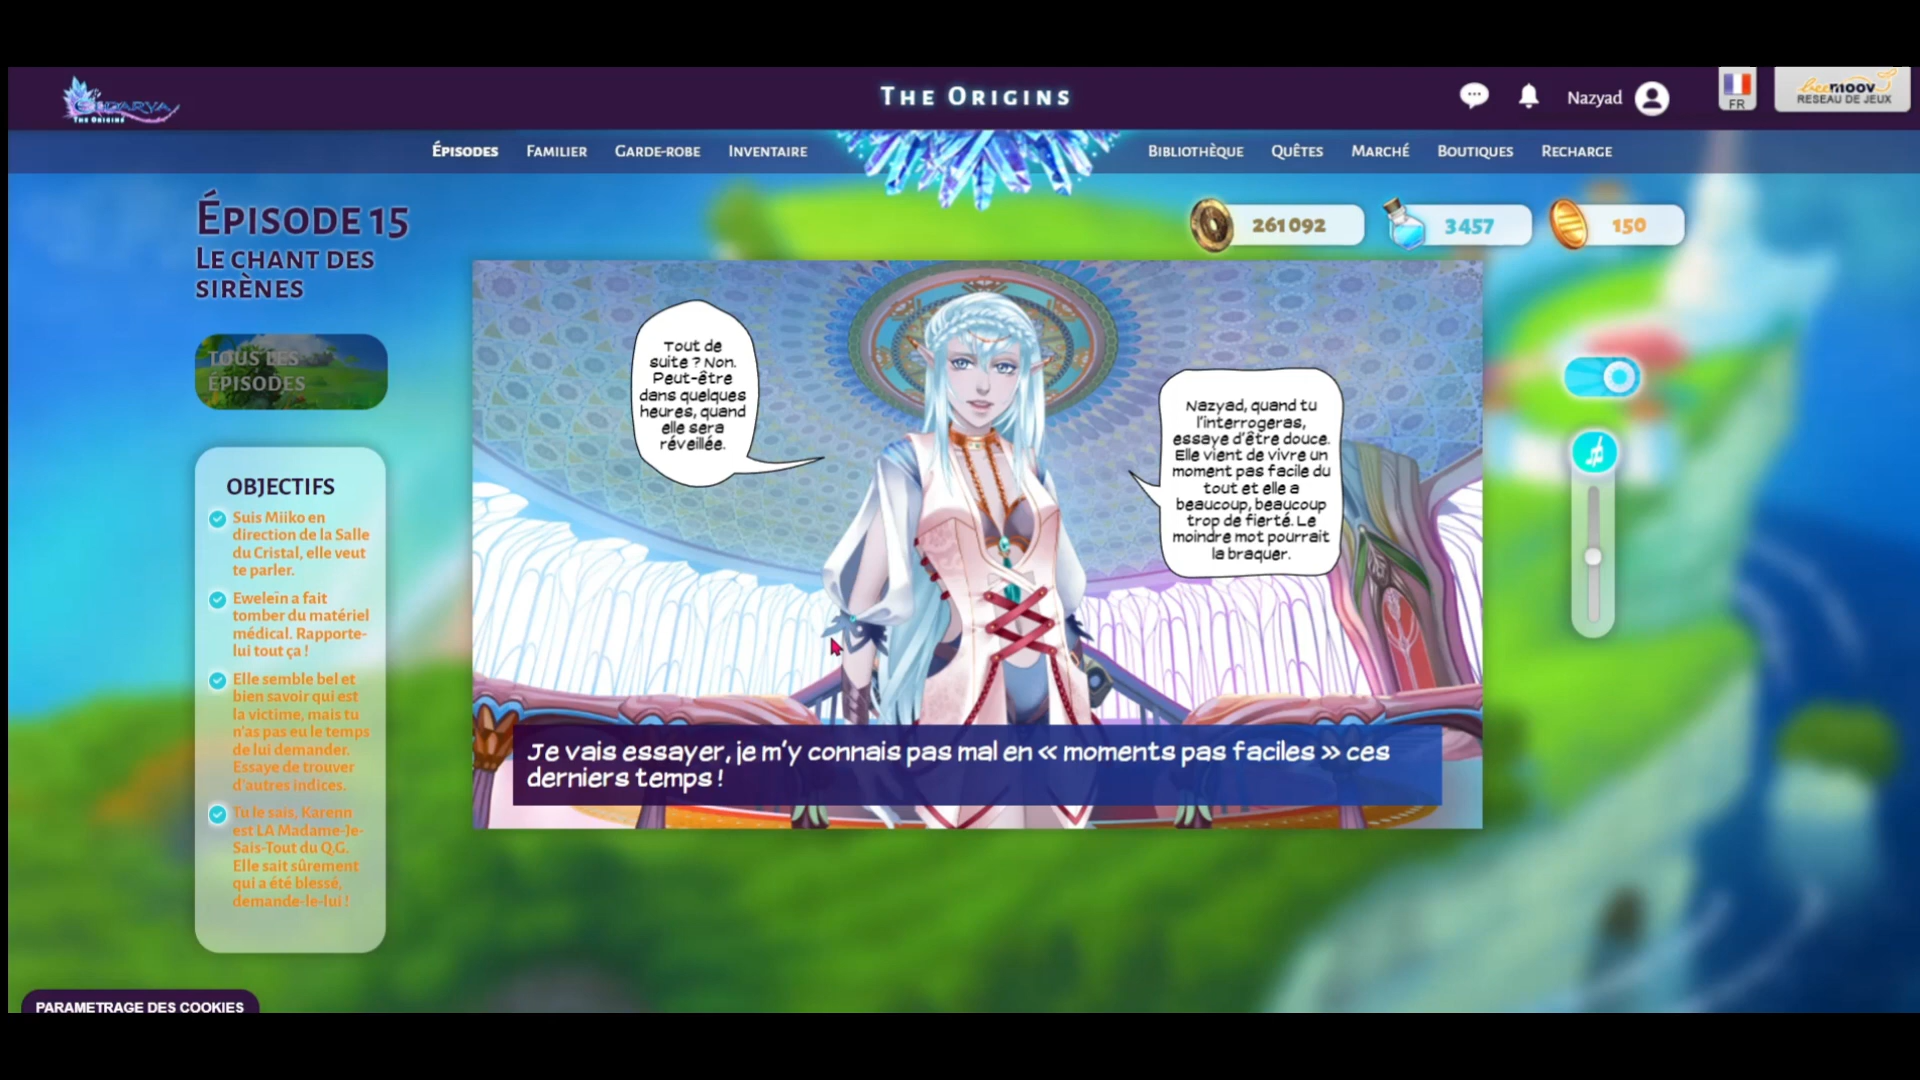 ELDARYA
THE ORIGINS
THE ORIGINS
Nazyad
FR
beemoov
RESEAU DE JEUX
ÉPISODES
FAMILIER
GARDE-ROBE
INVENTAIRE
BIBLIOTHÈQUE
QUÊTES
MARCHÉ
BOUTIQUES
RECHARGE
ÉPISODE 15
LE CHANT DES
SIRÈNES
261 092
3 457
150
TOUS LES
ÉPISODES
OBJECTIFS
Suis Miiko en
direction de la Salle
du Cristal, elle veut
te parler.
Eweleïn a fait
tomber du matériel
médical. Rapporte-
lui tout ça !
Elle semble bel et
bien savoir qui est
la victime, mais tu
n'as pas eu le temps
de lui demander.
Essaye de trouver
d'autres indices.
Tu le sais, Karenn
est LA Madame-Je-
Sais-Tout du Q.G.
Elle sait sûrement
qui a été blessé,
demande-le-lui !
Tout de
suite ? Non.
Peut-être
dans quelques
heures, quand
elle sera
réveillée.
Nazyad, quand tu
l'interrogeras,
essaye d'être douce.
Elle vient de vivre un
moment pas facile du
tout et elle a
beaucoup, beaucoup
trop de fierté. Le
moindre mot pourrait
la braquer.
Je vais essayer, je m'y connais pas mal en « moments pas faciles » ces
derniers temps !
PARAMETRAGE DES COOKIES